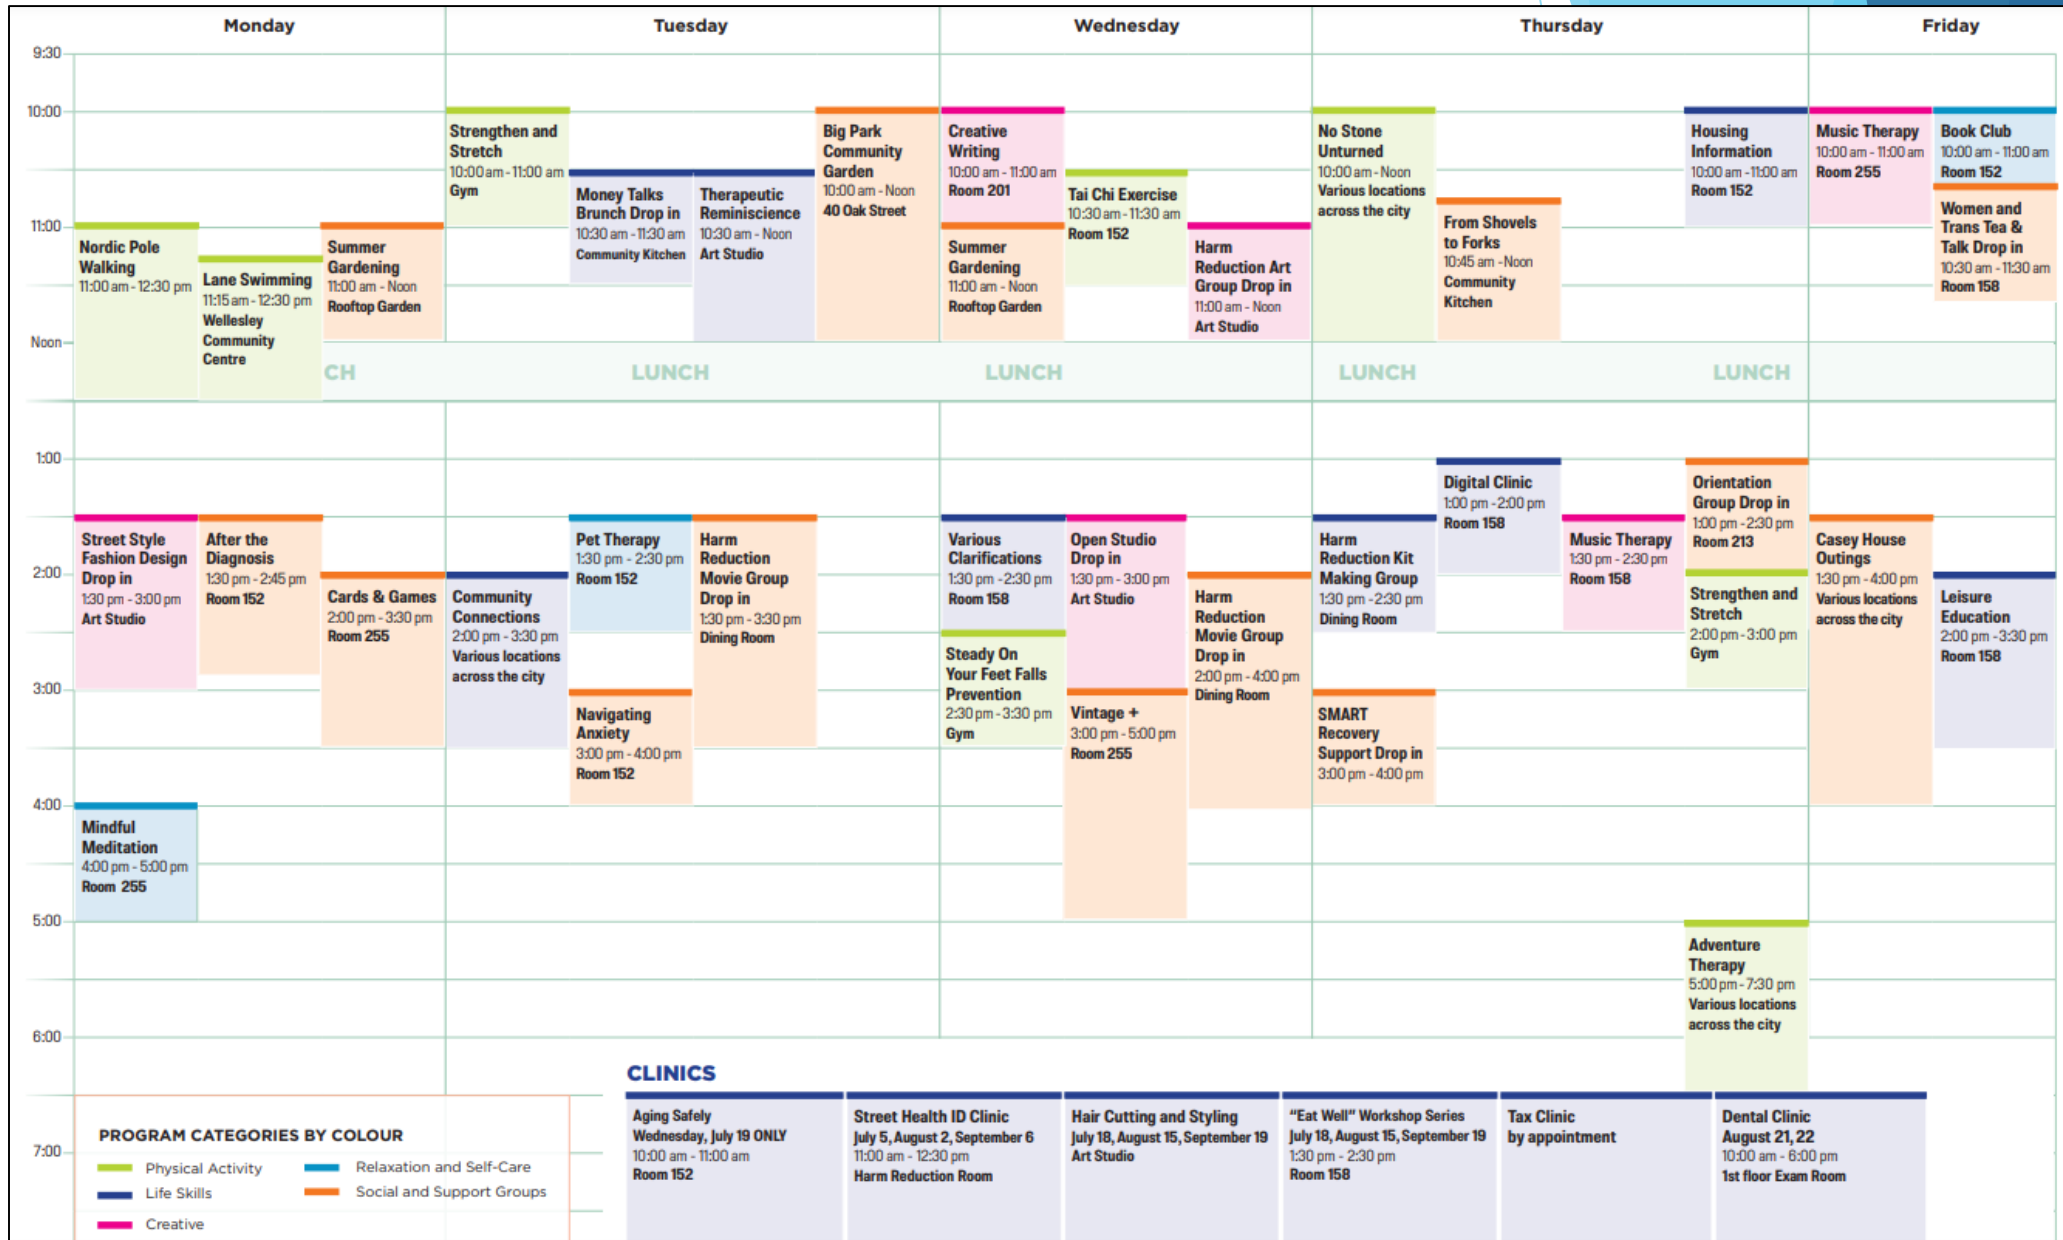 Monday
Tuesday
Wednesday
Thursday
Friday
9:30
10:00
11:00
Noon
1:00
2:00
3:00
4:00
5:00
6:00
7:00
Nordic Pole
Walking
11:00 am - 12:30 pm
Lane Swimming
11:15 am - 12:30 pm
Wellesley
Community
Centre
Summer
Gardening
11:00 am - Noon
Rooftop Garden
CH
Street Style
Fashion Design
Drop in
1:30 pm - 3:00 pm
Art Studio
After the
Diagnosis
1:30 pm - 2:45 pm
Room 152
Cards & Games
2:00 pm - 3:30 pm
Room 255
Mindful
Meditation
4:00 pm - 5:00 pm
Room 255
Strengthen and
Stretch
10:00 am - 11:00 am
Gym
Money Talks
Brunch Drop in
10:30 am - 11:30 am
Community Kitchen
Therapeutic
Reminiscience
10:30 am - Noon
Art Studio
Big Park
Community
Garden
10:00 am - Noon
40 Oak Street
LUNCH
Community
Connections
2:00 pm - 3:30 pm
Various locations
across the city
Pet Therapy
1:30 pm - 2:30 pm
Room 152
Navigating
Anxiety
3:00 pm - 4:00 pm
Room 152
Harm
Reduction
Movie Group
Drop in
1:30 pm - 3:30 pm
Dining Room
Creative
Writing
10:00 am - 11:00 am
Room 201
Summer
Gardening
11:00 am - Noon
Rooftop Garden
Tai Chi Exercise
10:30 am - 11:30 am
Room 152
Harm
Reduction Art
Group Drop in
11:00 am - Noon
Art Studio
LUNCH
Various
Clarifications
1:30 pm - 2:30 pm
Room 158
Steady On
Your Feet Falls
Prevention
2:30 pm - 3:30 pm
Gym
Open Studio
Drop in
1:30 pm - 3:00 pm
Art Studio
Vintage +
3:00 pm - 5:00 pm
Room 255
Harm
Reduction
Movie Group
Drop in
2:00 pm - 4:00 pm
Dining Room
No Stone
Unturned
10:00 am - Noon
Various locations
across the city
From Shovels
to Forks
10:45 am - Noon
Community
Kitchen
Housing
Information
10:00 am - 11:00 am
Room 152
LUNCH
LUNCH
Harm
Reduction Kit
Making Group
1:30 pm - 2:30 pm
Dining Room
SMART
Recovery
Support Drop in
3:00 pm - 4:00 pm
Digital Clinic
1:00 pm - 2:00 pm
Room 158
Music Therapy
1:30 pm - 2:30 pm
Room 158
Orientation
Group Drop in
1:00 pm - 2:30 pm
Room 213
Strengthen and
Stretch
2:00 pm - 3:00 pm
Gym
Adventure
Therapy
5:00 pm - 7:30 pm
Various locations
across the city
Music Therapy
10:00 am - 11:00 am
Room 255
Book Club
10:00 am - 11:00 am
Room 152
Women and
Trans Tea &
Talk Drop in
10:30 am - 11:30 am
Room 158
Casey House
Outings
1:30 pm - 4:00 pm
Various locations
across the city
Leisure
Education
2:00 pm - 3:30 pm
Room 158
PROGRAM CATEGORIES BY COLOUR
Physical Activity
Life Skills
Creative
Relaxation and Self-Care
Social and Support Groups
CLINICS
Aging Safely
Wednesday, July 19 ONLY
10:00 am - 11:00 am
Room 152
Street Health ID Clinic
July 5, August 2, September 6
11:00 am - 12:30 pm
Harm Reduction Room
Hair Cutting and Styling
July 18, August 15, September 19
Art Studio
"Eat Well" Workshop Series
July 18, August 15, September 19
1:30 pm - 2:30 pm
Room 158
Tax Clinic
by appointment
Dental Clinic
August 21, 22
10:00 am - 6:00 pm
1st floor Exam Room